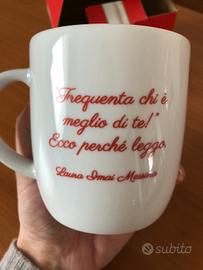 "Frequenta chi è
meglio di te!"
Ecco perché leggo.
Laura Imai Messina
subito